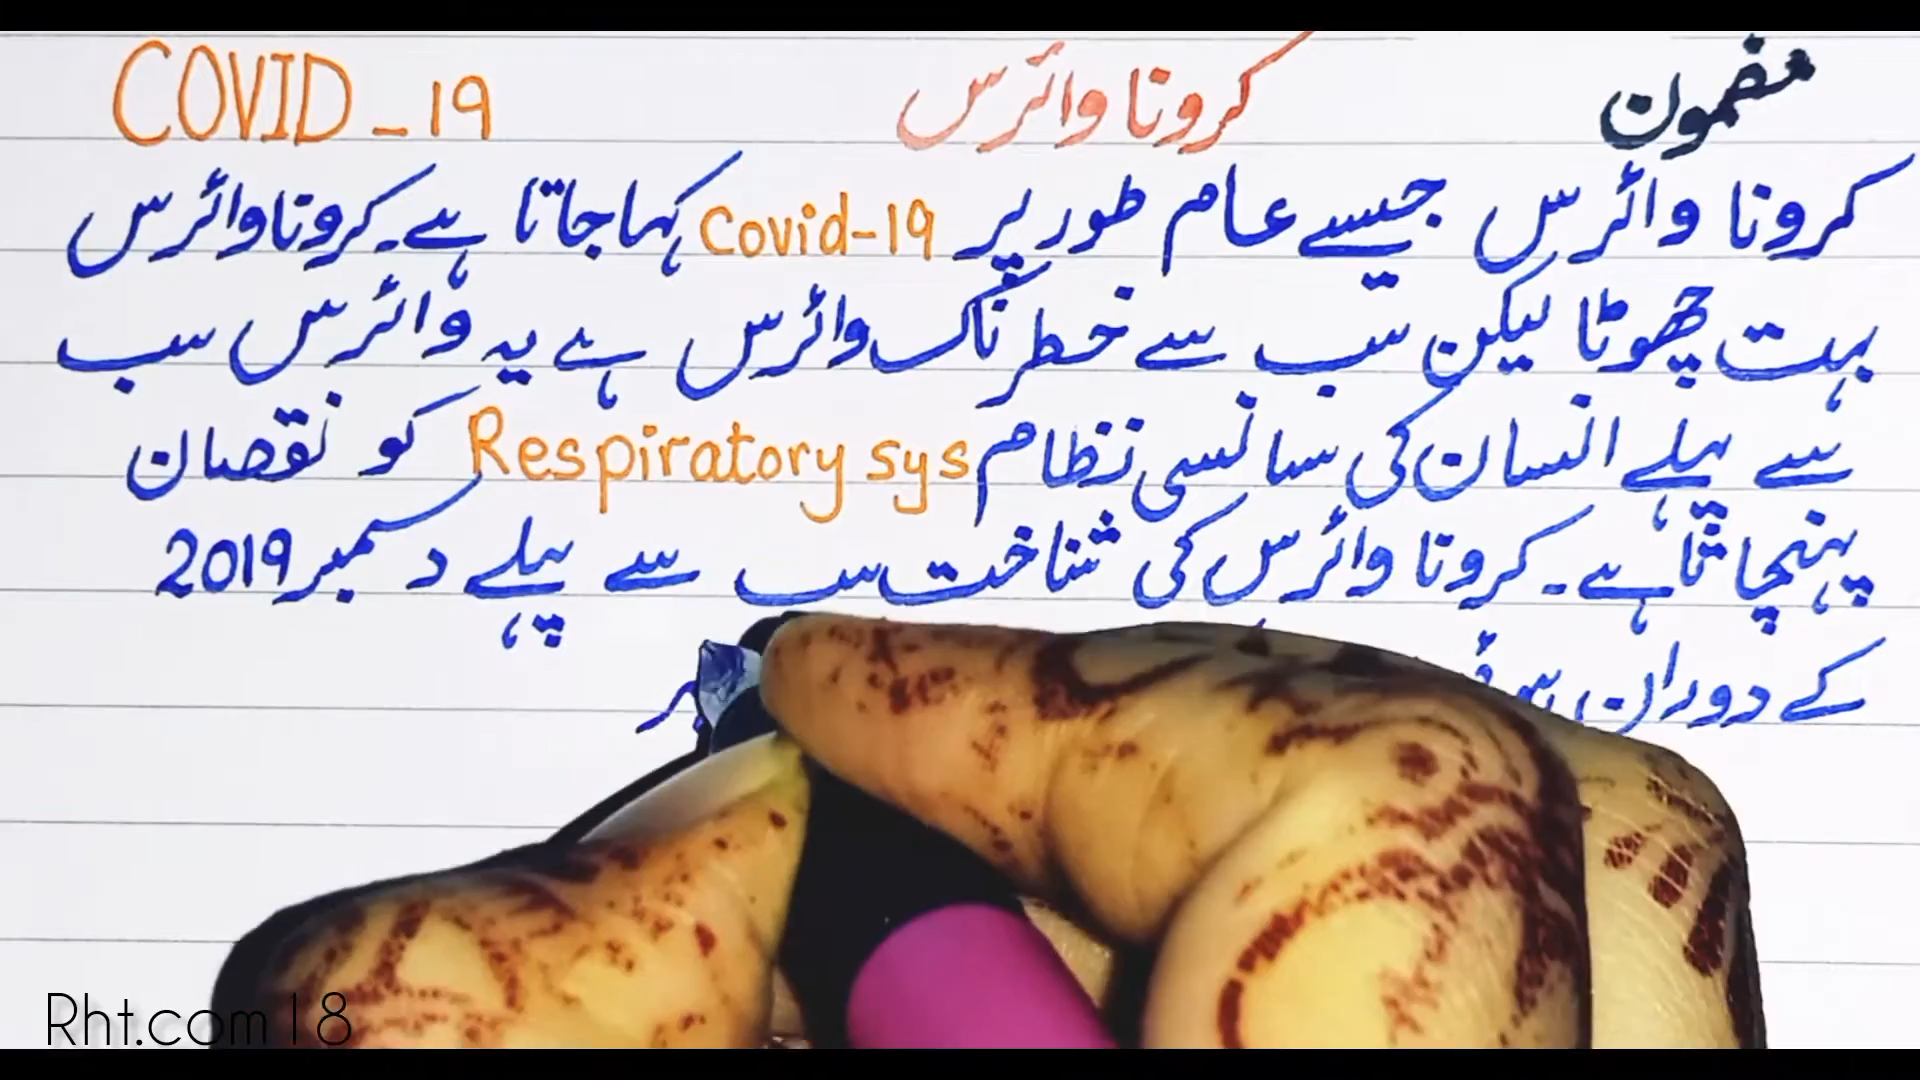 مضمون کرونا وائرس COVID_19
کرونا وائرس جیسے عام طور پر Covid-19 کہا جاتا ہے۔ کرونا وائرس
بہت چھوٹا لیکن سب سے خطرناک وائرس ہے یہ وائرس سب
سے پہلے انسان کی سانسی نظام Respiratory sys کو نقصان
پہنچاتا ہے۔ کرونا وائرس کی شناخت سب سے پہلے دسمبر 2019
کے دوران
Rht.com18